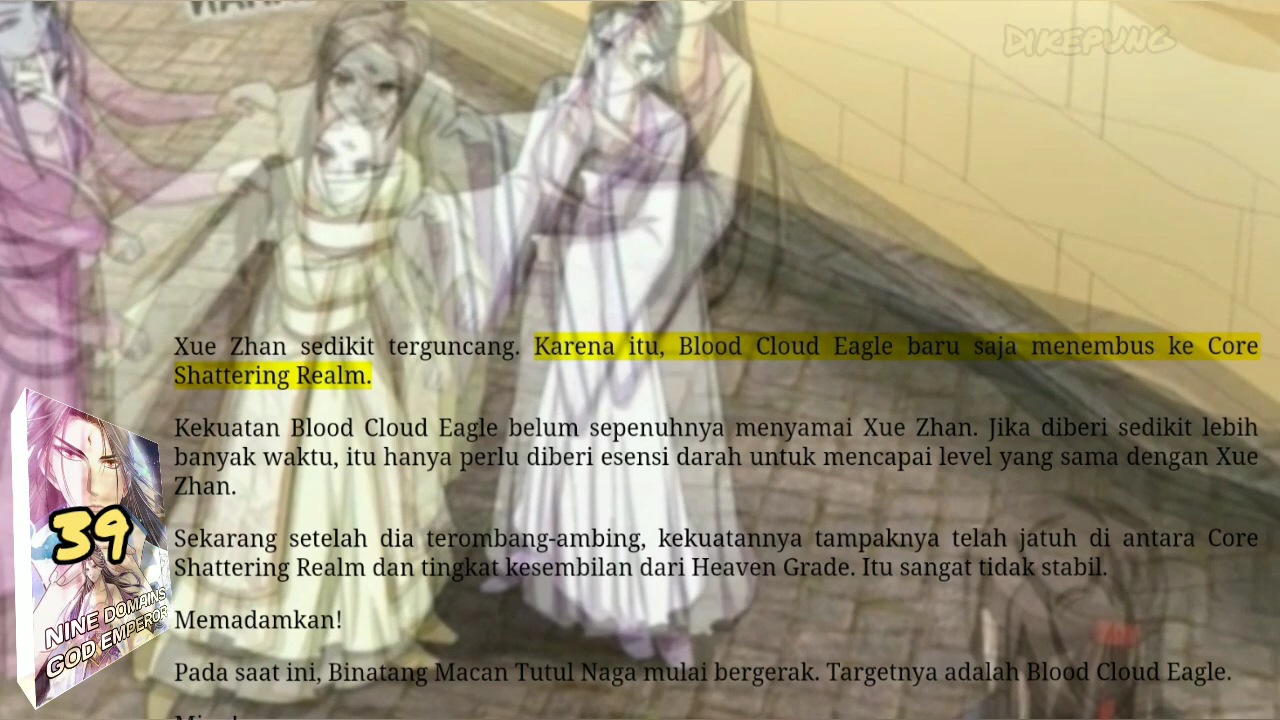 DIKEPUNG
Xue Zhan sedikit terguncang. Karena itu, Blood Cloud Eagle baru saja menembus ke Core
Shattering Realm.
Kekuatan Blood Cloud Eagle belum sepenuhnya menyamai Xue Zhan. Jika diberi sedikit lebih
banyak waktu, itu hanya perlu diberi esensi darah untuk mencapai level yang sama dengan Xue
Zhan.
Sekarang setelah dia terombang-ambing, kekuatannya tampaknya telah jatuh di antara Core
Shattering Realm dan tingkat kesembilan dari Heaven Grade. Itu sangat tidak stabil.
Memadamkan!
Pada saat ini, Binatang Macan Tutul Naga mulai bergerak. Targetnya adalah Blood Cloud Eagle.
39
NINE DOMAINS
GOD EMPEROR